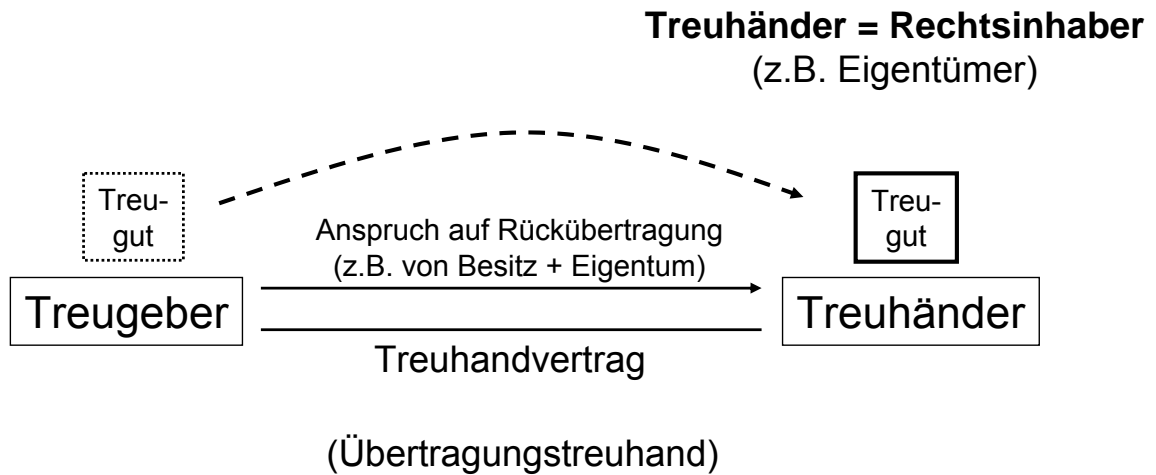 Treuhänder = Rechtsinhaber
(z.B. Eigentümer)
Treu-
gut
Treu-
gut
Anspruch auf Rückübertragung
(z.B. von Besitz + Eigentum)
Treugeber
Treuhänder
Treuhandvertrag
(Übertragungstreuhand)